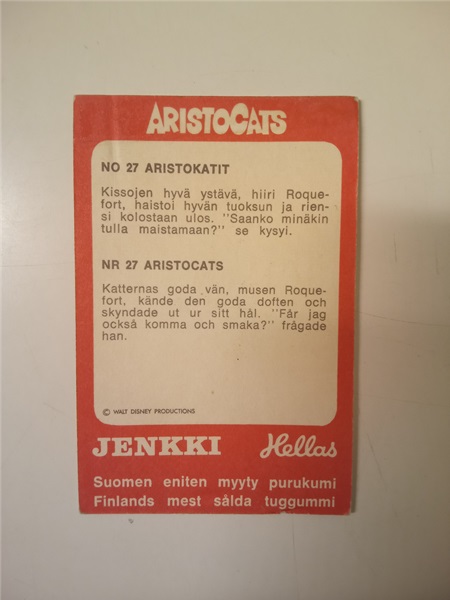 ARISTOCATS
NO 27 ARISTOKATIT
Kissojen hyvä ystävä, hiiri Roque-
fort, haistoi hyvän tuoksun ja rien-
si kolostaan ulos. "Saanko minäkin
tulla maistamaan?" se kysyi.
NR 27 ARISTOCATS
Katternas goda vän, musen Roque-
fort, kände den goda doften och
skyndade ut ur sitt hål. "Får jag
också komma och smaka?" frågade
han.
© WALT DISNEY PRODUCTIONS
JENKKI Hellas
Suomen eniten myyty purukumi
Finlands mest sålda tuggummi